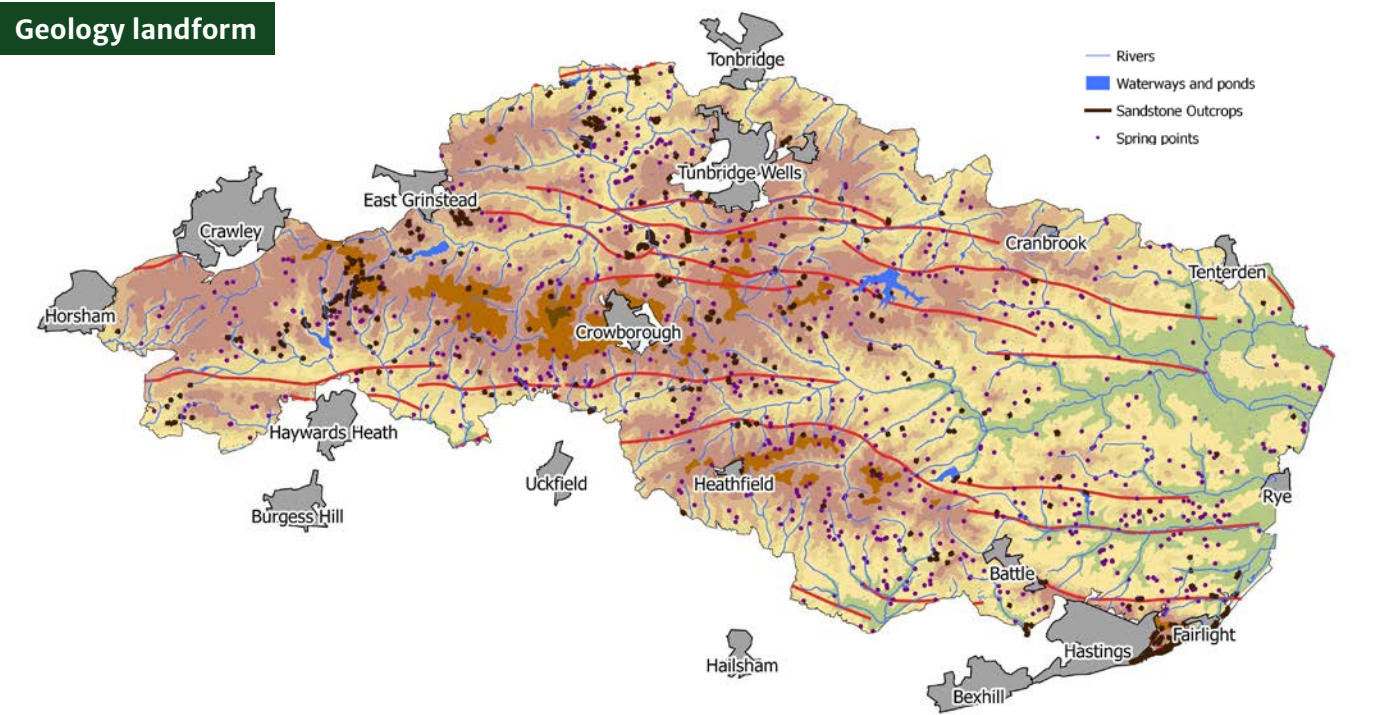 Geology landform
Tonbridge
Rivers
Waterways and ponds
Sandstone Outcrops
Spring points
Tunbridge Wells
East Grinstead
Crawley
Cranbrook
Tenterden
Horsham
Crowborough
Haywards Heath
Uckfield
Heathfield
Rye
Burgess Hill
Battle
Fairlight
Hastings
Hailsham
Bexhill